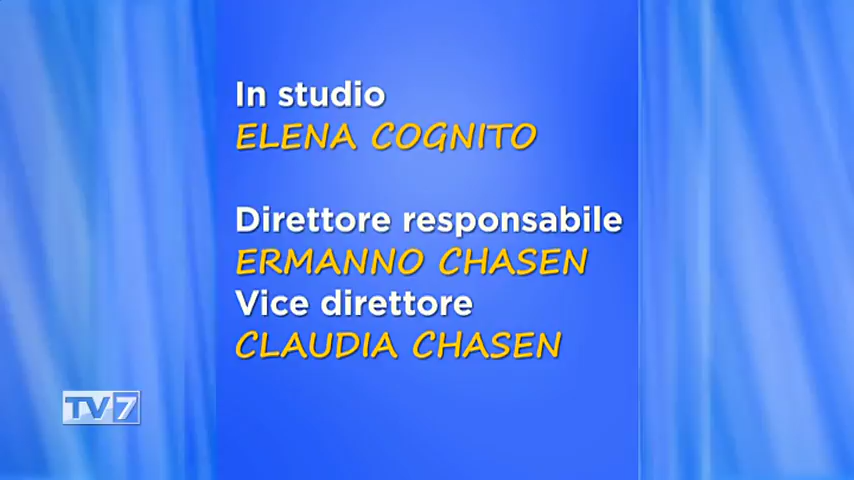 In studio
ELENA COGNITO
Direttore responsabile
ERMANNO CHASEN
Vice direttore
CLAUDIA CHASEN
TV7